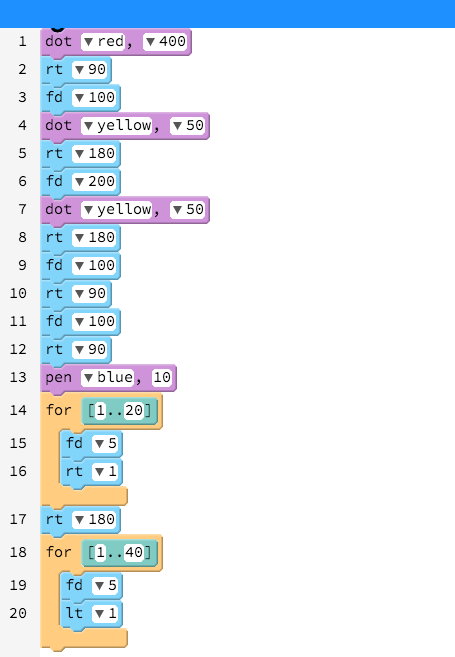 1 dot ▼red, ▼400
2 rt ▼90
3 fd ▼100
4 dot ▼yellow, ▼50
5 rt ▼180
6 fd ▼200
7 dot ▼yellow, ▼50
8 rt ▼180
9 fd ▼100
10 rt ▼90
11 fd ▼100
12 rt ▼90
13 pen ▼blue, 10
14 for [1..20]
15 fd ▼5
16 rt ▼1
17 rt ▼180
18 for [1..40]
19 fd ▼5
20 lt ▼1